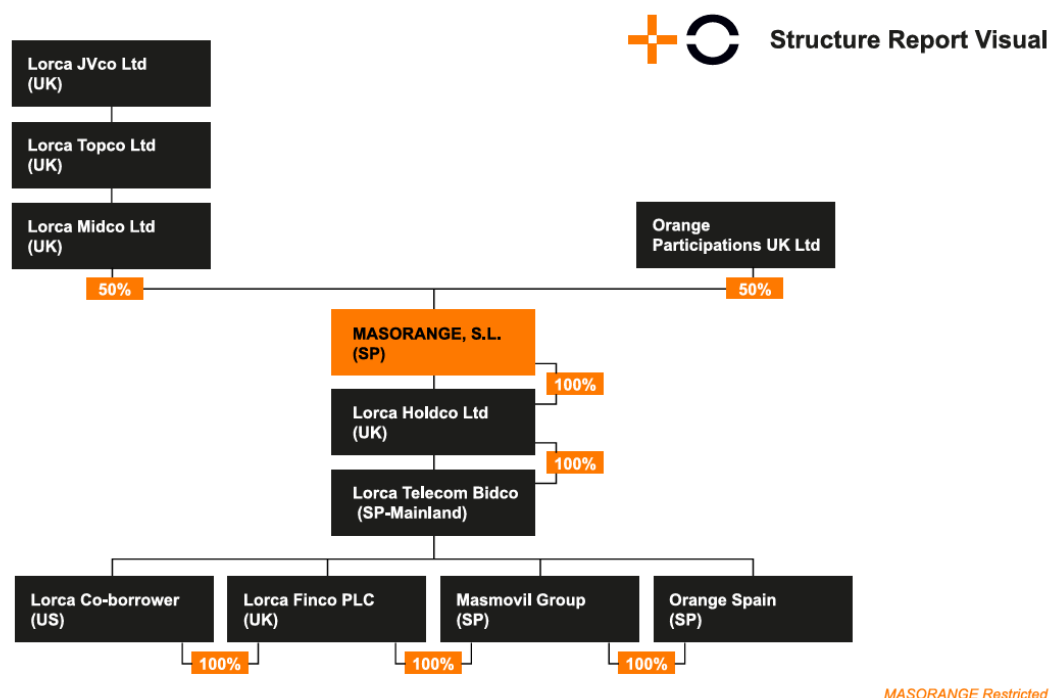 Structure Report Visual
Lorca JVco Ltd
(UK)
Lorca Topco Ltd
(UK)
Lorca Midco Ltd
(UK)
Orange
Participations UK Ltd
50%
50%
MASORANGE, S.L.
(SP)
100%
Lorca Holdco Ltd
(UK)
100%
Lorca Telecom Bidco
(SP-Mainland)
Lorca Co-borrower
(US)
Lorca Finco PLC
(UK)
Masmovil Group
(SP)
Orange Spain
(SP)
100%
100%
100%
MASORANGE Restricted